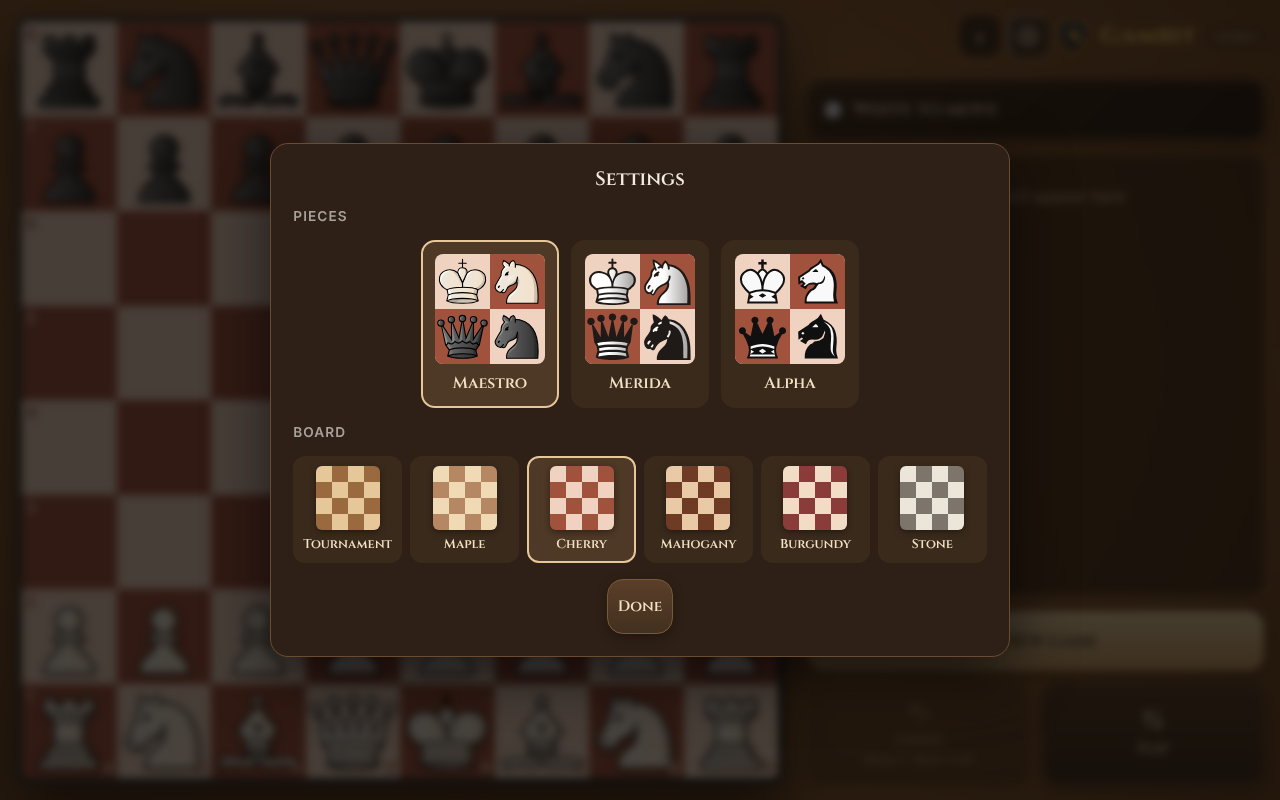 Settings
PIECES
Maestro
Merida
Alpha
BOARD
Tournament
Maple
Cherry
Mahogany
Burgundy
Stone
Done